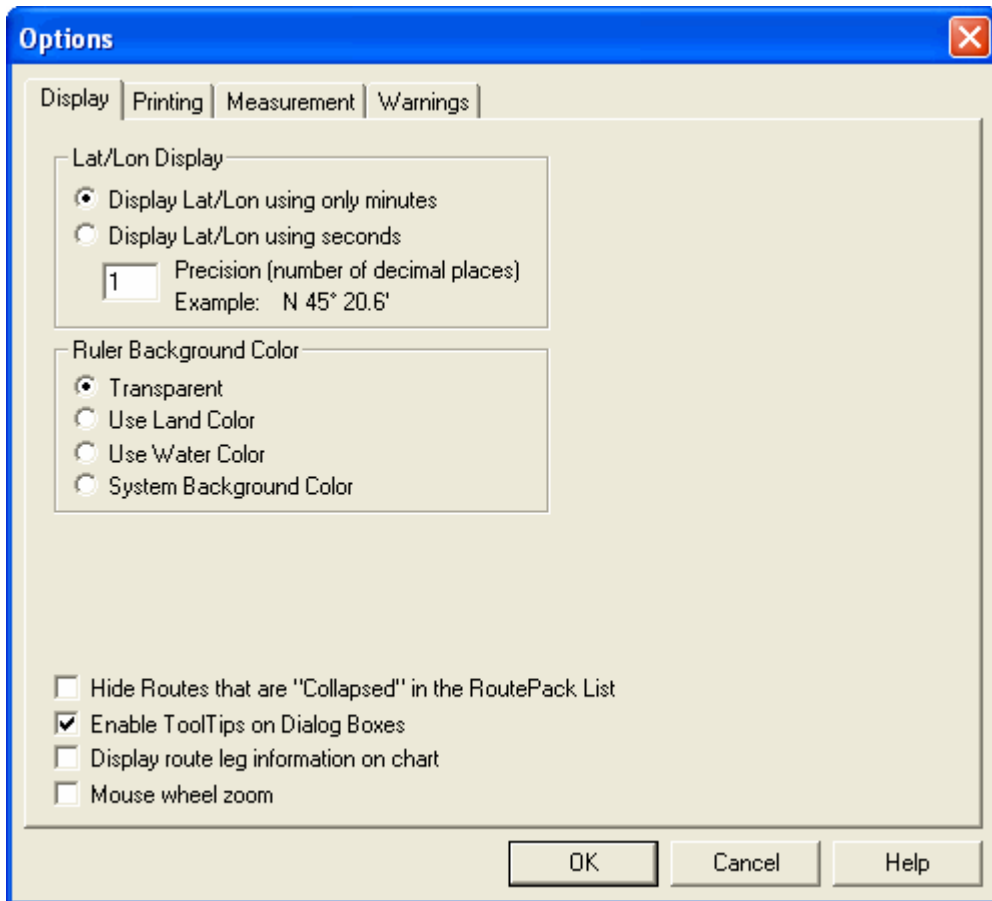 Options
Display Printing Measurement Warnings
Lat/Lon Display
Display Lat/Lon using only minutes
Display Lat/Lon using seconds
1 Precision (number of decimal places)
Example: N 45° 20.6'
Ruler Background Color
Transparent
Use Land Color
Use Water Color
System Background Color
Hide Routes that are "Collapsed" in the RoutePack List
Enable ToolTips on Dialog Boxes
Display route leg information on chart
Mouse wheel zoom
OK Cancel Help